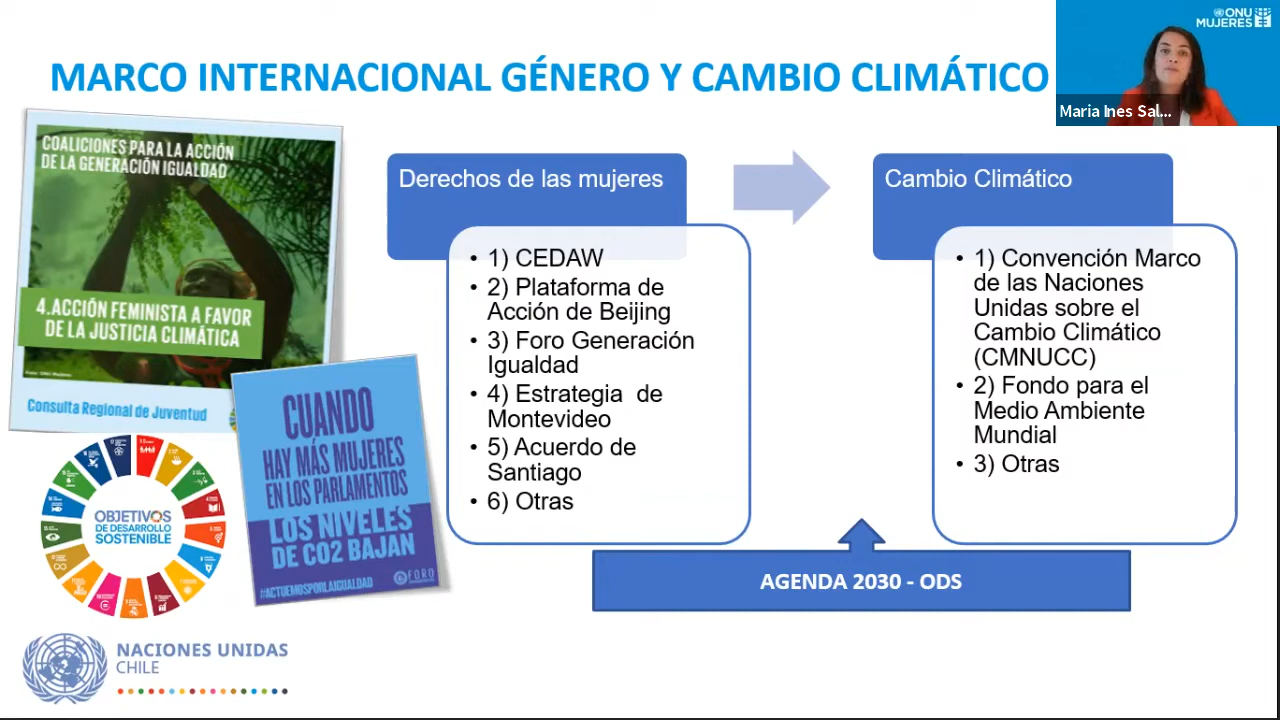 ONU
MUJERES
MARCO INTERNACIONAL GÉNERO Y CAMBIO CLIMÁTICO
Maria Ines Sal...
COALICIONES PARA LA ACCIÓN
DE LA GENERACIÓN IGUALDAD
4.ACCIÓN FEMINISTA A FAVOR
DE LA JUSTICIA CLIMÁTICA
Consulta Regional de Juventud
CUANDO
HAY MÁS MUJERES
EN LOS PARLAMENTOS
LOS NIVELES
DE CO2 BAJAN
#ACTUEMOSPORLAIGUALDAD
FORO
OBJETIVOS
DE DESARROLLO
SOSTENIBLE
Derechos de las mujeres
• 1) CEDAW
• 2) Plataforma de
Acción de Beijing
• 3) Foro Generación
Igualdad
• 4) Estrategia de
Montevideo
• 5) Acuerdo de
Santiago
• 6) Otras
Cambio Climático
• 1) Convención Marco
de las Naciones
Unidas sobre el
Cambio Climático
(CMNUCC)
• 2) Fondo para el
Medio Ambiente
Mundial
• 3) Otras
AGENDA 2030 - ODS
NACIONES UNIDAS
CHILE